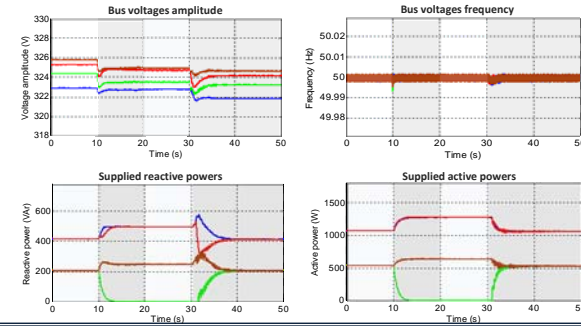 Bus voltages amplitude
Voltage amplitude (V)
330
328
326
324
322
320
318
0 10 20 30 40 50
Time (s)
Bus voltages frequency
Frequency (Hz)
50.02
50.01
50
49.99
49.98
0 10 20 30 40 50
Time (s)
Supplied reactive powers
Reactive power (VAr)
600
400
200
0
0 10 20 30 40 50
Time (s)
Supplied active powers
Active power (W)
1500
1000
500
0
0 10 20 30 40 50
Time (s)